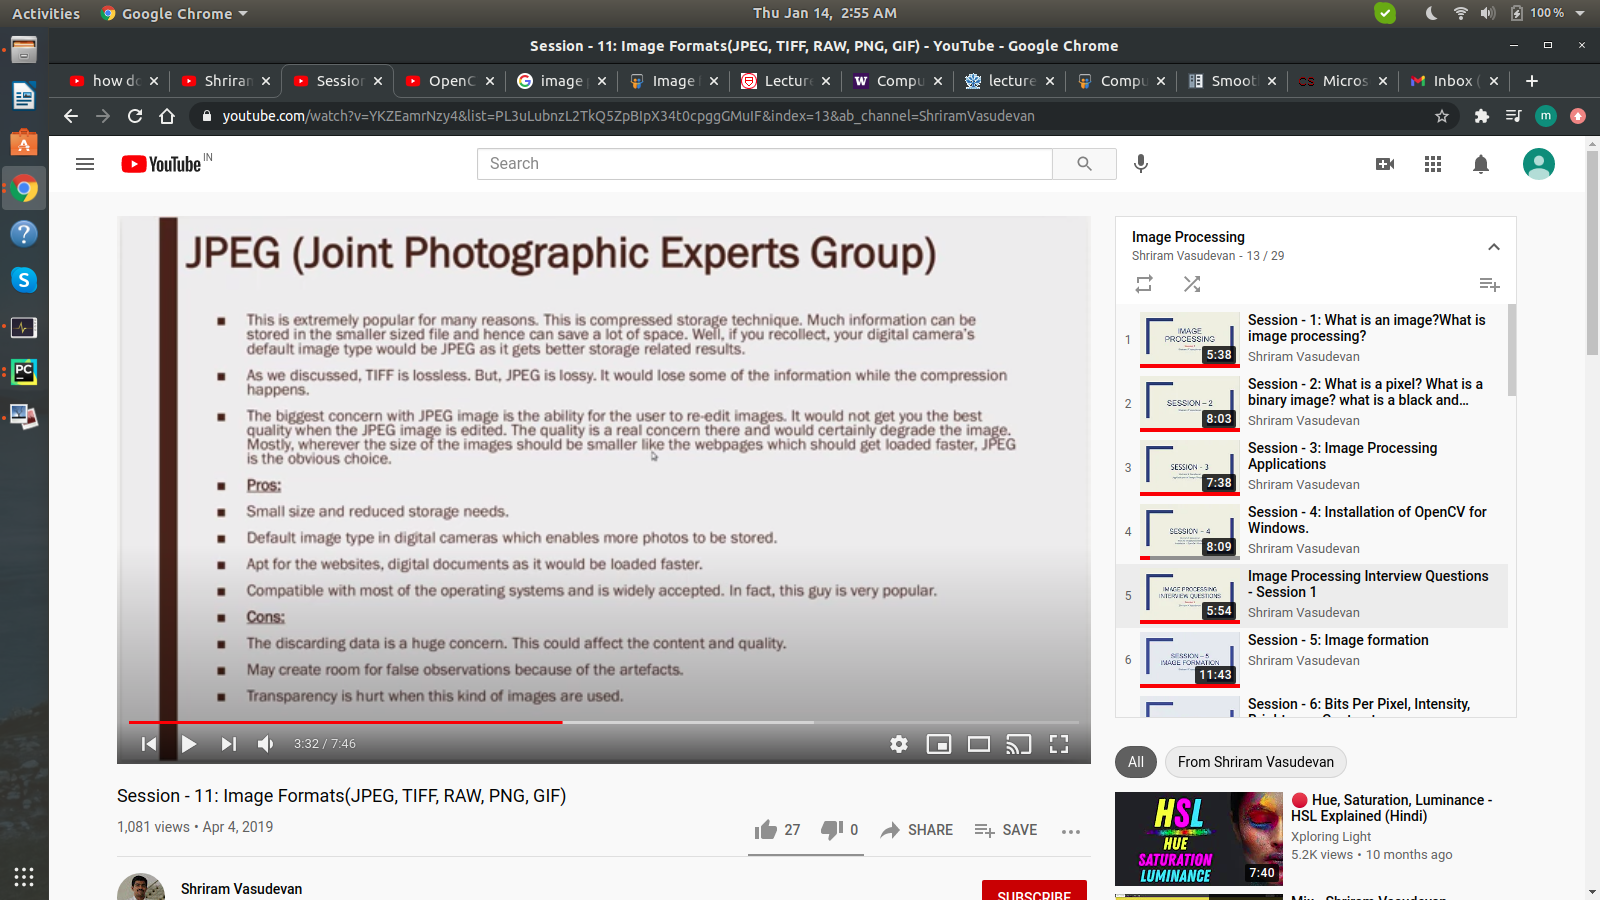 Activities
Google Chrome
Thu Jan 14, 2:55 AM
100 %
Session - 11: Image Formats(JPEG, TIFF, RAW, PNG, GIF) - YouTube - Google Chrome
how do
Shriran
Session
OpenC
image
Image
Lecture
Compu
lecture
Compu
Smoot
Micros
Inbox (
youtube.com/watch?v=YKZEamrNzy4&list=PL3uLubnzL2TkQ5ZpBIpX34t0cpggGMuIF&index=13&ab_channel=ShriramVasudevan
m
YouTube IN
Search
JPEG (Joint Photographic Experts Group)
This is extremely popular for many reasons. This is compressed storage technique. Much information can be
stored in the smaller sized file and hence can save a lot of space. Well, if you recollect, your digital camera's
default image type would be JPEG as it gets better storage related results.
As we discussed, TIFF is lossless. But, JPEG is lossy. It would lose some of the information while the compression
happens.
The biggest concern with JPEG image is the ability for the user to re-edit images. It would not get you the best
quality when the JPEG image is edited. The quality is a real concern there and would certainly degrade the image.
Mostly, wherever the size of the images should be smaller like the webpages which should get loaded faster, JPEG
is the obvious choice.
Pros:
Small size and reduced storage needs.
Default image type in digital cameras which enables more photos to be stored.
Apt for the websites, digital documents as it would be loaded faster.
Compatible with most of the operating systems and is widely accepted. In fact, this guy is very popular.
Cons:
The discarding data is a huge concern. This could affect the content and quality.
May create room for false observations because of the artefacts.
Transparency is hurt when this kind of images are used.
3:32 / 7:46
Session - 11: Image Formats(JPEG, TIFF, RAW, PNG, GIF)
1,081 views • Apr 4, 2019
27
0
SHARE
SAVE
Shriram Vasudevan
SUBSCRIBE
Image Processing
Shriram Vasudevan - 13 / 29
1
IMAGE
PROCESSING
5:38
Session - 1: What is an image?What is
image processing?
Shriram Vasudevan
2
SESSION - 2
8:03
Session - 2: What is a pixel? What is a
binary image? what is a black and...
Shriram Vasudevan
3
SESSION - 3
7:38
Session - 3: Image Processing
Applications
Shriram Vasudevan
4
SESSION - 4
8:09
Session - 4: Installation of OpenCV for
Windows.
Shriram Vasudevan
5
IMAGE PROCESSING
INTERVIEW QUESTIONS
5:54
Image Processing Interview Questions
- Session 1
Shriram Vasudevan
6
SESSION - 5
IMAGE FORMATION
11:43
Session - 5: Image formation
Shriram Vasudevan
Session - 6: Bits Per Pixel, Intensity,
All
From Shriram Vasudevan
HSL
HUE
SATURATION
LUMINANCE
7:40
Hue, Saturation, Luminance -
HSL Explained (Hindi)
Xploring Light
5.2K views • 10 months ago
Mix - Shriram Vasudevan